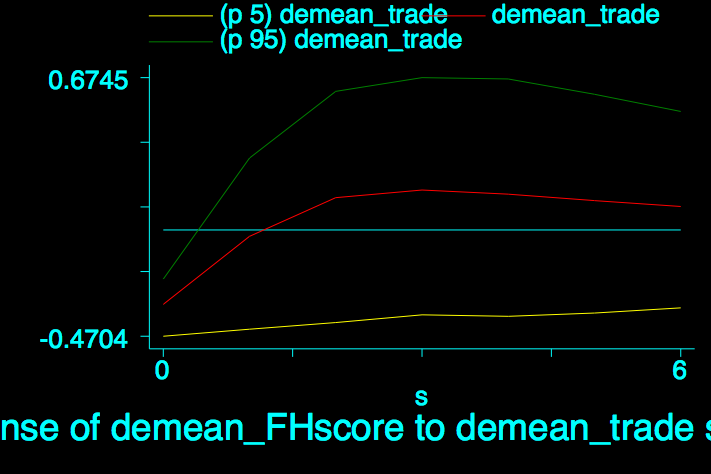 (p 5) demean_trade demean_trade
(p 95) demean_trade
0.6745
-0.4704
0 6
s
nse of demean_FHscore to demean_trade s